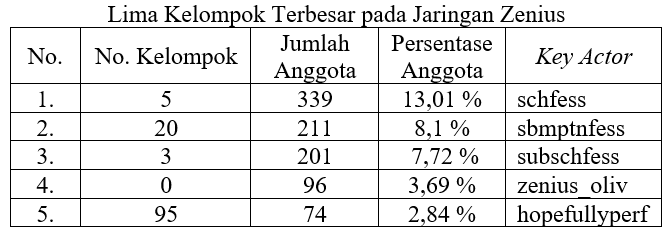 Lima Kelompok Terbesar pada Jaringan Zenius
No. No. Kelompok Jumlah Anggota Persentase Anggota Key Actor
1. 5 339 13,01 % schfess
2. 20 211 8,1 % sbmptnfess
3. 3 201 7,72 % subschfess
4. 0 96 3,69 % zenius_oliv
5. 95 74 2,84 % hopefullyperf